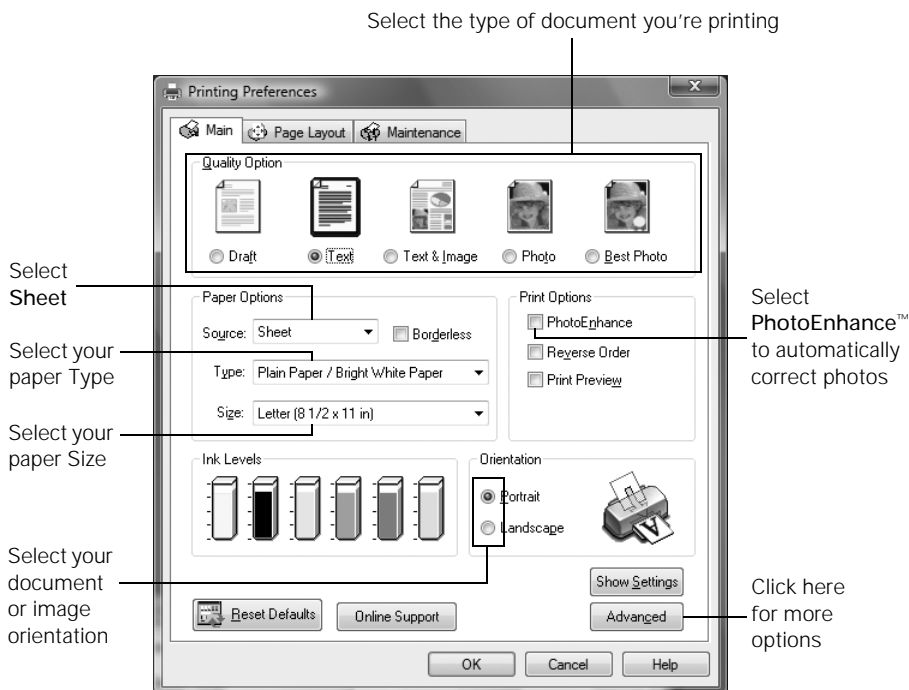 Select the type of document you're printing
Printing Preferences
Main
Page Layout
Maintenance
Quality Option
Draft
Text
Text & Image
Photo
Best Photo
Select
Sheet
Paper Options
Source: Sheet
Borderless
Select your
paper Type
Type: Plain Paper / Bright White Paper
Select your
paper Size
Size: Letter (8 1/2 x 11 in)
Print Options
PhotoEnhance
Reverse Order
Print Preview
Select
PhotoEnhance™
to automatically
correct photos
Ink Levels
Orientation
Portrait
Landscape
Select your
document
or image
orientation
Show Settings
Reset Defaults
Online Support
Advanced
Click here
for more
options
OK
Cancel
Help